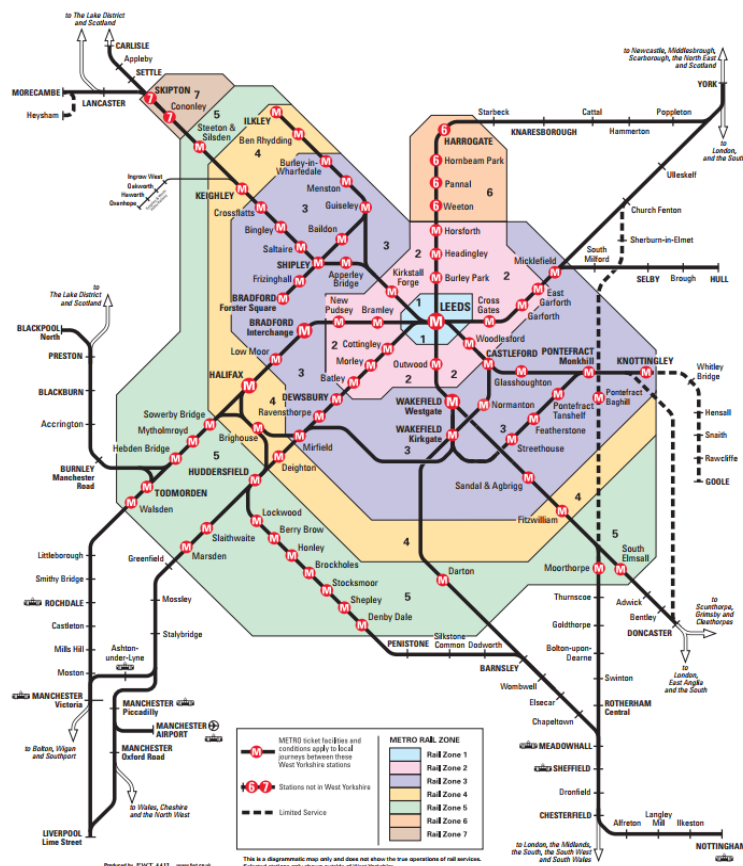 to The Lake District
and Scotland
CARLISLE
Appleby
SETTLE
MORECAMBE
LANCASTER
Heysham
SKIPTON
7
7
7
Cononley
5
Steeton &
Silsden
ILKLEY
Ben Rhydding
4
Burley-in-
Wharfedale
Menston
Guiseley
Ingrow West
Oakworth
Haworth
Oxenhope
KEIGHLEY
Crossflatts
Bingley
Saltaire
SHIPLEY
Frizinghall
BRADFORD
Forster Square
3
Baildon
3
Apperley
Bridge
Kirkstall
Forge
to Newcastle, Middlesbrough,
Scarborough, the North East
and Scotland
YORK
to
London,
and the South
Starbeck
Cattal
Poppleton
KNARESBOROUGH
Hammerton
6
HARROGATE
6
Hornbeam Park
6
Pannal
6
6
Weeton
Horsforth
2
Headingley
3
2
Burley Park
Ulleskelf
Church Fenton
Sherburn-in-Elmet
Micklefield
South
Milford
SELBY
Brough
HULL
East
Garforth
Garforth
Cross
Gates
1
LEEDS
1
to
The Lake District
and Scotland
BLACKPOOL
North
PRESTON
BLACKBURN
Accrington
BURNLEY
Manchester
Road
BRADFORD
Interchange
New
Pudsey
Bramley
2
Cottingley
Morley
Batley
DEWSBURY
Ravensthorpe
Low Moor
3
HALIFAX
4
Sowerby Bridge
Mytholmroyd
Hebden Bridge
TODMORDEN
Walsden
Brighouse
Mirfield
Deighton
HUDDERSFIELD
5
Woodlesford
Outwood
2
2
CASTLEFORD
Glasshoughton
PONTEFRACT
Monkhill
KNOTTINGLEY
Whitley
Bridge
Hensall
Snaith
Rawcliffe
GOOLE
Pontefract
Baghill
Pontefract
Tanshelf
Featherstone
Streethouse
Normanton
WAKEFIELD
Westgate
WAKEFIELD
Kirkgate
3
3
Sandal & Agbrigg
Fitzwilliam
4
5
South
Elmsall
Moorthorpe
4
5
Lockwood
Berry Brow
Honley
Brockholes
Stocksmoor
Shepley
Denby Dale
Slaithwaite
Marsden
Greenfield
Mossley
Stalybridge
Ashton-
under-Lyne
Littleborough
Smithy Bridge
ROCHDALE
Castleton
Mills Hill
Moston
MANCHESTER
Victoria
MANCHESTER
Piccadilly
MANCHESTER
AIRPORT
MANCHESTER
Oxford Road
to Bolton, Wigan
and Southport
to Wales, Cheshire
and the North West
LIVERPOOL
Lime Street
Darton
PENISTONE
Silkstone
Common
Dodworth
BARNSLEY
Wombwell
Elsecar
Chapeltown
Thurnscoe
Goldthorpe
Bolton-upon-
Dearne
Swinton
ROTHERHAM
Central
Adwick
Bentley
DONCASTER
to
Scunthorpe,
Grimsby and
Cleethorpes
to
London,
East Anglia
and the South
MEADOWHALL
SHEFFIELD
Dronfield
CHESTERFIELD
Alfreton
Langley
Mill
Ilkeston
NOTTINGHAM
to London, the Midlands,
the South, the South West
and South Wales
M
METRO ticket facilities and
conditions apply to local
journeys between these
West Yorkshire stations
6 7
Stations not in West Yorkshire
Limited Service
METRO RAIL ZONE
Rail Zone 1
Rail Zone 2
Rail Zone 3
Rail Zone 4
Rail Zone 5
Rail Zone 6
Rail Zone 7
This is a diagrammatic map only and does not show the true operations of rail services.